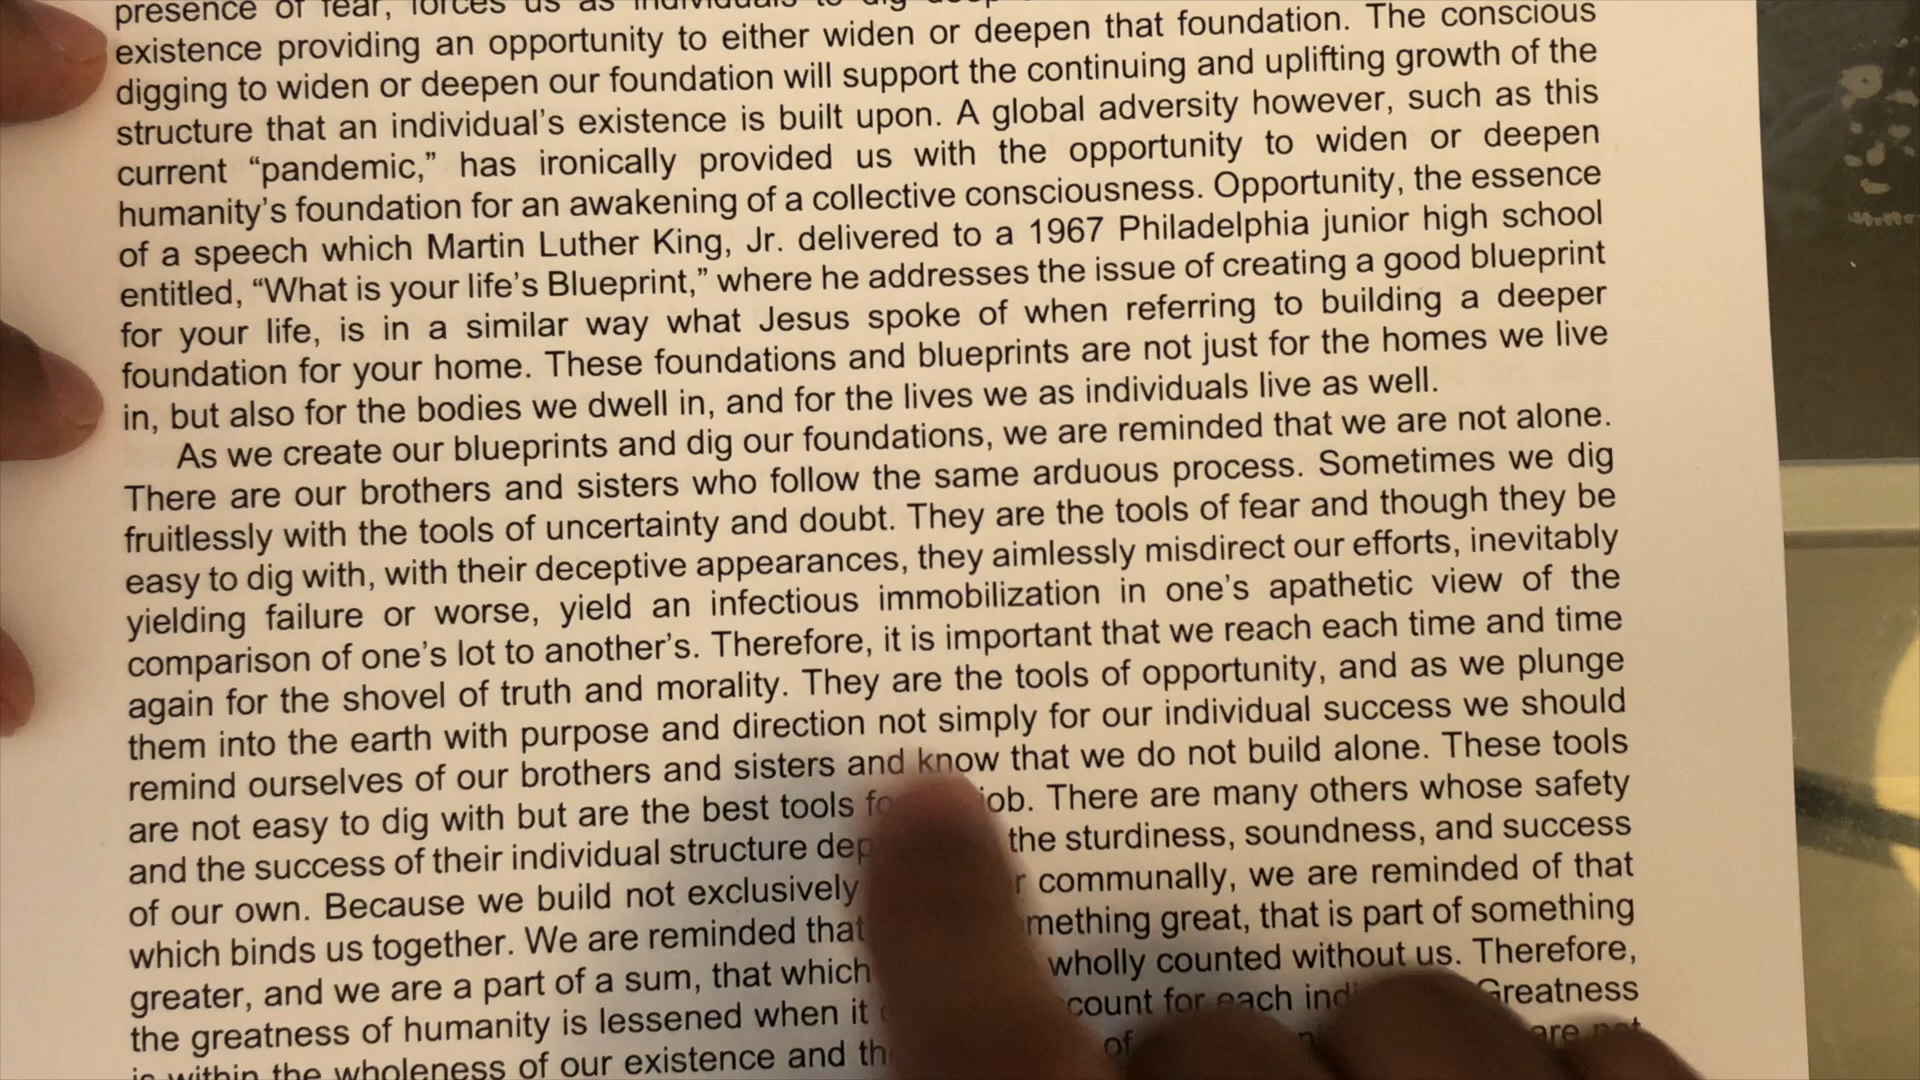 presence of fear, forces us as individuals to dig
existence providing an opportunity to either widen or deepen that foundation. The conscious
digging to widen or deepen our foundation will support the continuing and uplifting growth of the
structure that an individual’s existence is built upon. A global adversity however, such as this
current “pandemic,” has ironically provided us with the opportunity to widen or deepen
humanity’s foundation for an awakening of a collective consciousness. Opportunity, the essence
of a speech which Martin Luther King, Jr. delivered to a 1967 Philadelphia junior high school
entitled, “What is your life’s Blueprint,” where he addresses the issue of creating a good blueprint
for your life, is in a similar way what Jesus spoke of when referring to building a deeper
foundation for your home. These foundations and blueprints are not just for the homes we live
in, but also for the bodies we dwell in, and for the lives we as individuals live as well.
As we create our blueprints and dig our foundations, we are reminded that we are not alone.
There are our brothers and sisters who follow the same arduous process. Sometimes we dig
fruitlessly with the tools of uncertainty and doubt. They are the tools of fear and though they be
easy to dig with, with their deceptive appearances, they aimlessly misdirect our efforts, inevitably
yielding failure or worse, yield an infectious immobilization in one’s apathetic view of the
comparison of one’s lot to another’s. Therefore, it is important that we reach each time and time
again for the shovel of truth and morality. They are the tools of opportunity, and as we plunge
them into the earth with purpose and direction not simply for our individual success we should
remind ourselves of our brothers and sisters and know that we do not build alone. These tools
are not easy to dig with but are the best tools job. There are many others whose safety
and the success of their individual structure the sturdiness, soundness, and success
of our own. Because we build not exclusively communally, we are reminded of that
which binds us together. We are reminded that something great, that is part of something
greater, and we are a part of a sum, that which wholly counted without us. Therefore,
the greatness of humanity is lessened when it count for each Greatness
is within the wholeness of our existence and of are not